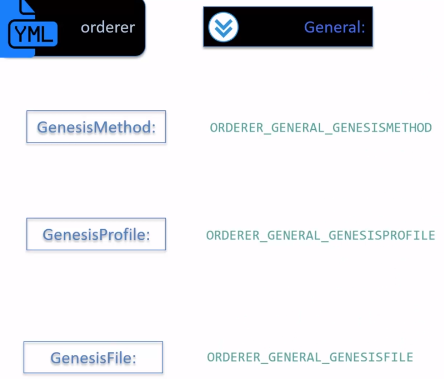 YML
orderer
General:
GenesisMethod:
ORDERER_GENERAL_GENESISMETHOD
GenesisProfile:
ORDERER_GENERAL_GENESISPROFILE
GenesisFile:
ORDERER_GENERAL_GENESISFILE